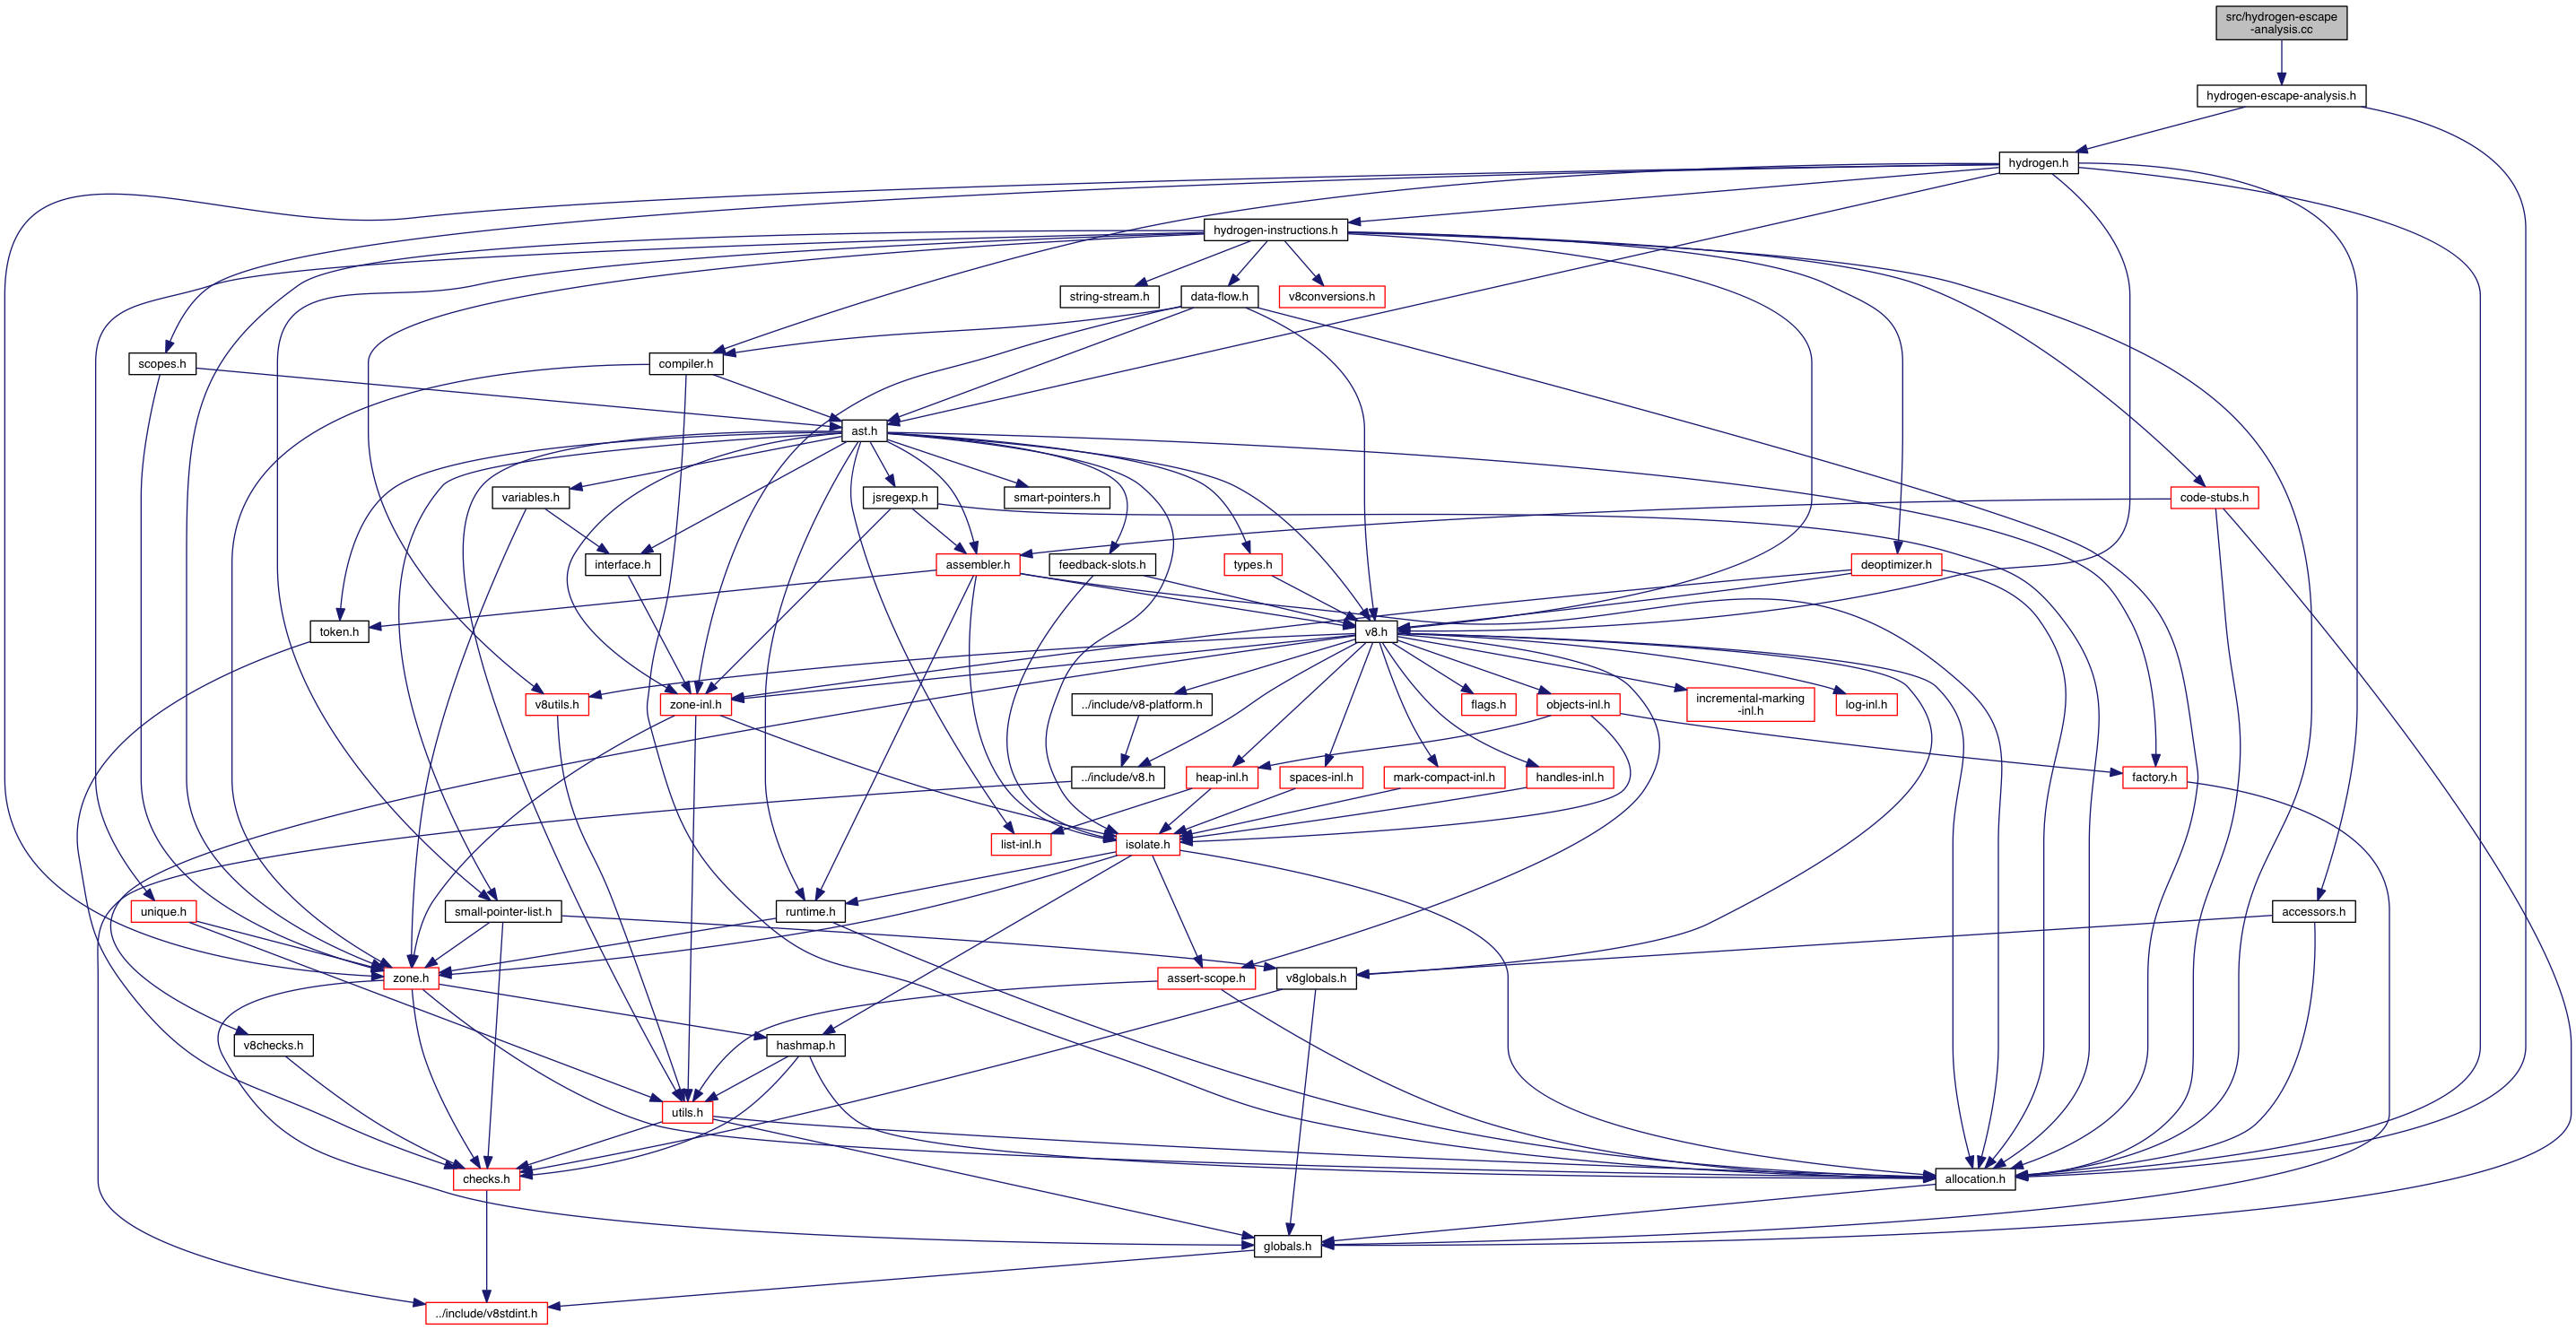 src/hydrogen-escape
-analysis.cc
hydrogen-escape-analysis.h
hydrogen.h
hydrogen-instructions.h
string-stream.h
data-flow.h
v8conversions.h
scopes.h
compiler.h
ast.h
variables.h
jsregexp.h
smart-pointers.h
code-stubs.h
interface.h
assembler.h
feedback-slots.h
types.h
deoptimizer.h
token.h
v8.h
v8utils.h
zone-inl.h
../include/v8-platform.h
flags.h
objects-inl.h
incremental-marking
-inl.h
log-inl.h
../include/v8.h
heap-inl.h
spaces-inl.h
mark-compact-inl.h
handles-inl.h
factory.h
list-inl.h
isolate.h
unique.h
small-pointer-list.h
runtime.h
accessors.h
zone.h
assert-scope.h
v8globals.h
v8checks.h
hashmap.h
utils.h
checks.h
allocation.h
globals.h
../include/v8stdint.h